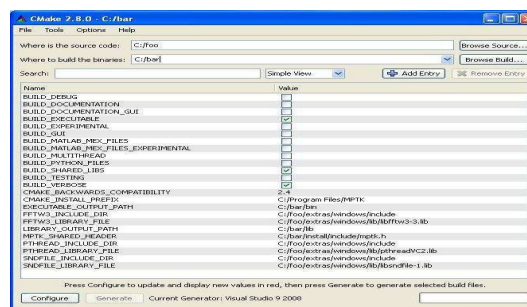 CMake 2.8.0 - C:/bar
File Tools Options Help
Where is the source code: C:/foo Browse Source...
Where to build the binaries: C:/bar Browse Build...
Search: Simple View Add Entry Remove Entry
Name Value
BUILD_DEBUG
BUILD_DOCUMENTATION
BUILD_DOCUMENTATION_GUI
BUILD_EXECUTABLE
BUILD_EXPERIMENTAL
BUILD_GUI
BUILD_MATLAB_MEX_FILES
BUILD_MATLAB_MEX_FILES_EXPERIMENTAL
BUILD_MULTITHREAD
BUILD_PYTHON_FILES
BUILD_SHARED_LIBS
BUILD_TESTING
BUILD_VERBOSE
CMAKE_BACKWARDS_COMPATIBILITY 2.4
CMAKE_INSTALL_PREFIX C:/Program Files/MPTK
EXECUTABLE_OUTPUT_PATH C:/bar/bin
FFTW3_INCLUDE_DIR C:/foo/extras/windows/include
FFTW3_LIBRARY_FILE C:/foo/extras/windows/lib/libfftw3-3.lib
LIBRARY_OUTPUT_PATH C:/bar/lib
MPTK_SHARED_HEADER C:/bar/install/include/mptk.h
PTHREAD_INCLUDE_DIR C:/foo/extras/windows/include
PTHREAD_LIBRARY_FILE C:/foo/extras/windows/lib/pthreadVC2.lib
SNDFILE_INCLUDE_DIR C:/foo/extras/windows/include
SNDFILE_LIBRARY_FILE C:/foo/extras/windows/lib/libsndfile-1.lib
Press Configure to update and display new values in red, then press Generate to generate selected build files.
Configure Generate Current Generator: Visual Studio 9 2008